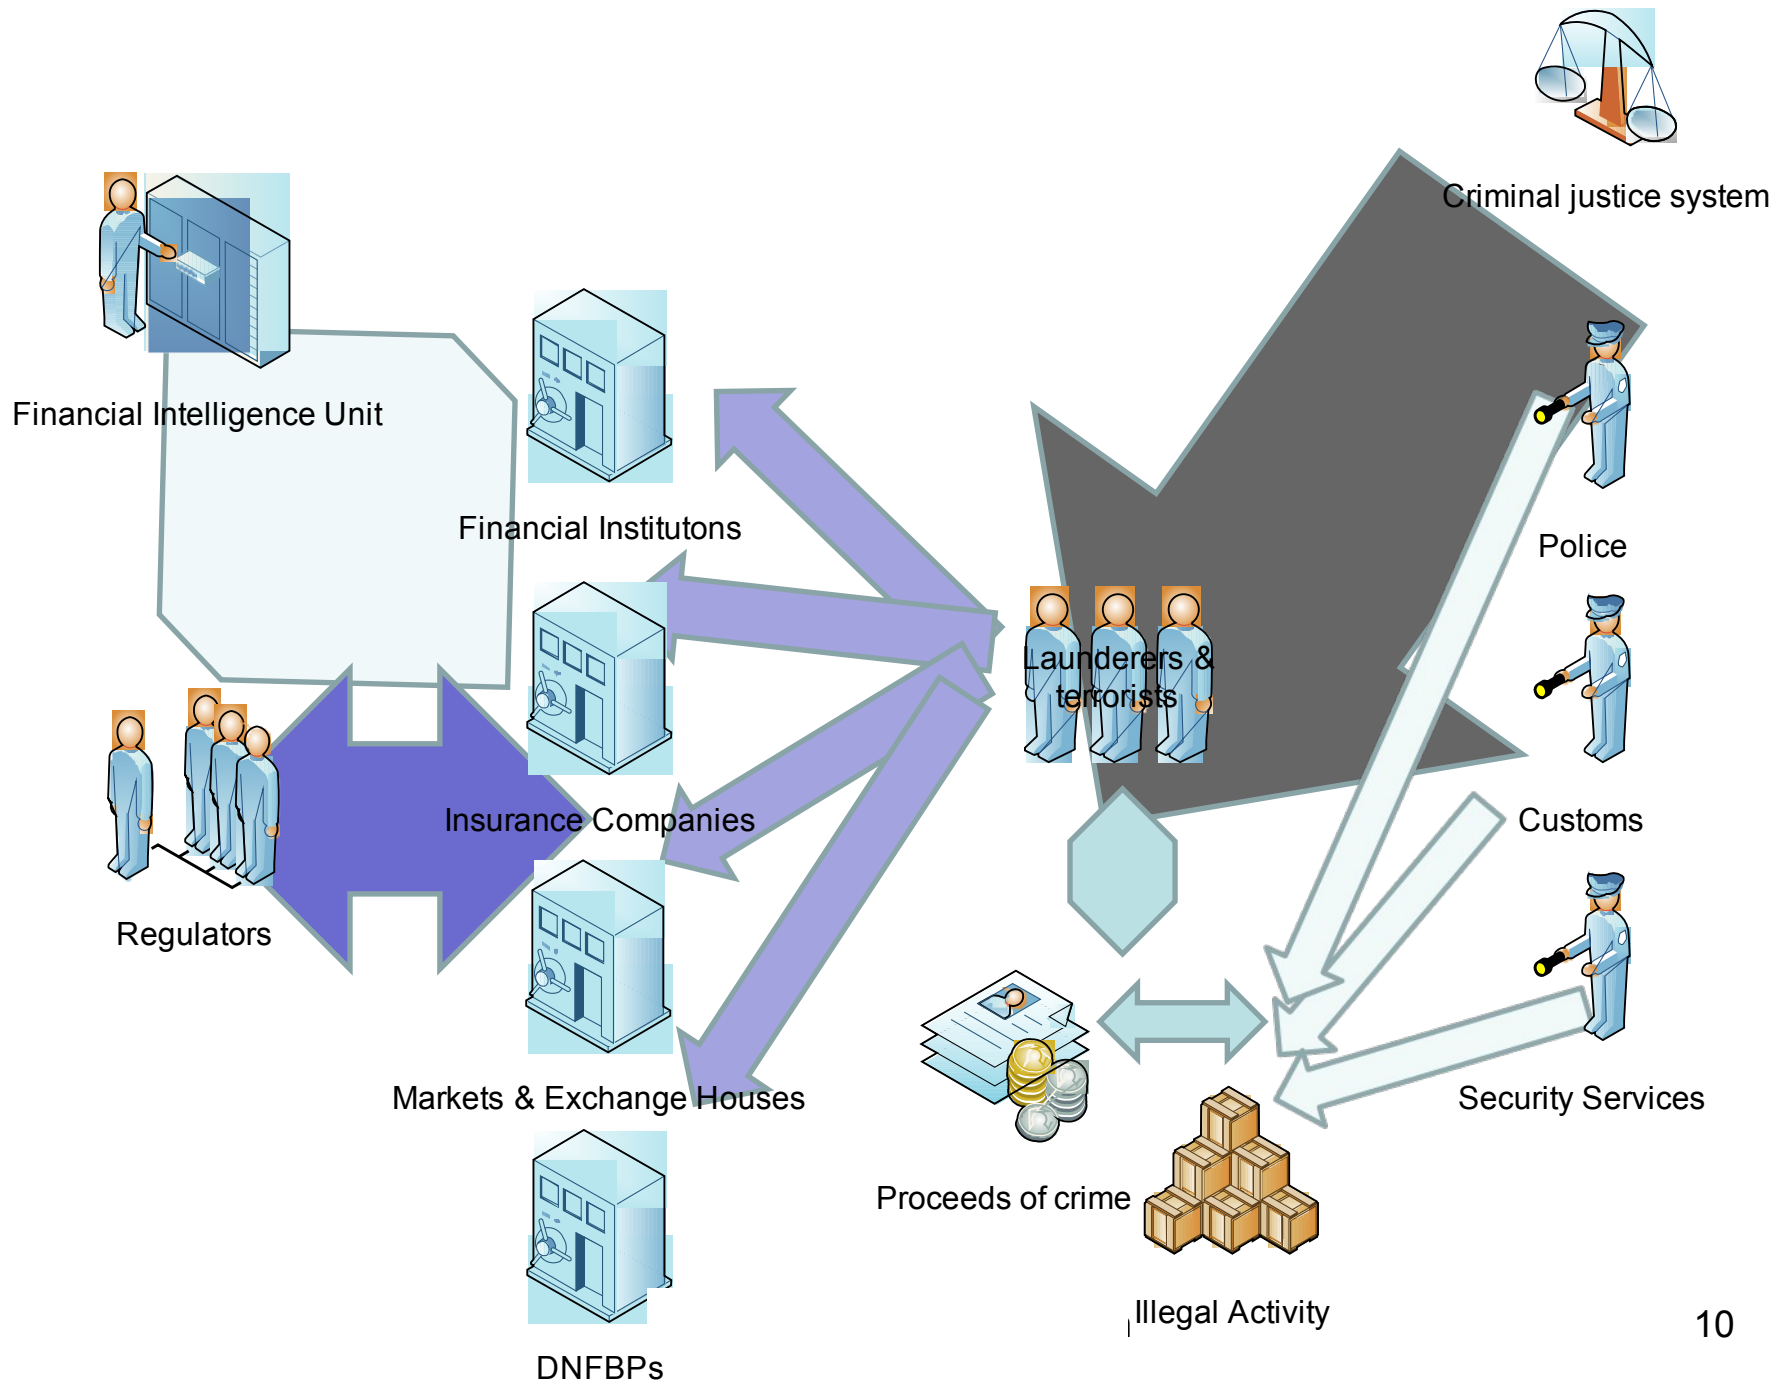 Criminal justice system
Financial Intelligence Unit
Financial Institutons
Police
Launderers &
terrorists
Insurance Companies
Customs
Regulators
Markets & Exchange Houses
Security Services
Proceeds of crime
Illegal Activity
10
DNFBPs